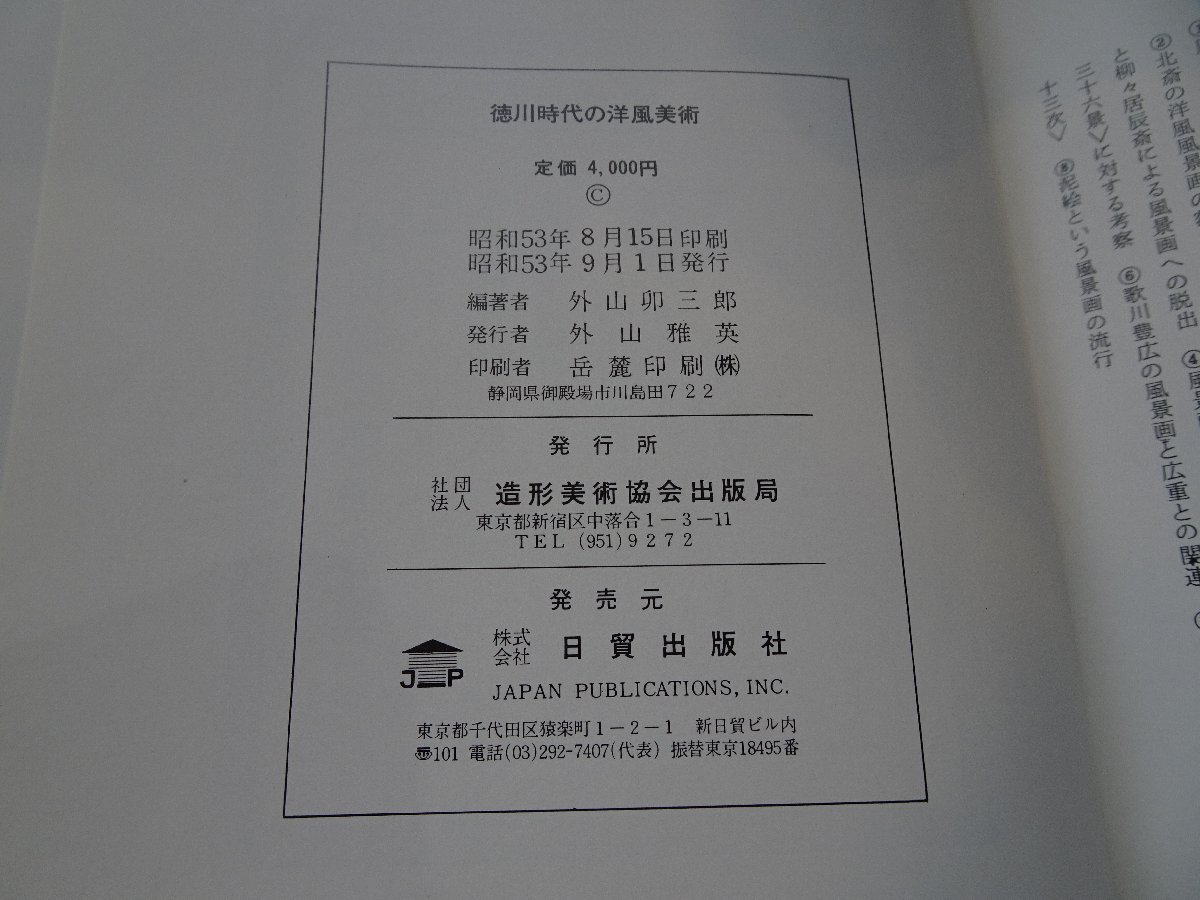 徳川時代の洋風美術
定価 4,000円
©
昭和53年 8月15日印刷
昭和53年 9月 1日発行
編著者 外山卯三郎
発行者 外山雅英
印刷者 岳麓印刷㈱
静岡県御殿場市川島田722
発行所
社団法人 造形美術協会出版局
東京都新宿区中落合1-3-11
TEL (951)9272
発売元
JP 株式会社 日貿出版社
JAPAN PUBLICATIONS, INC.
東京都千代田区猿楽町1-2-1 新日貿ビル内
〠101 電話(03)292-7407(代表) 振替東京18495番
②北斎の洋風風景画の
と柳々居辰斎による風景画への脱出 ④風景
三十六景〉に対する考察 ⑥歌川豊広の風景画と広重との関連
十三次〉 ⑧泥絵という風景画の流行